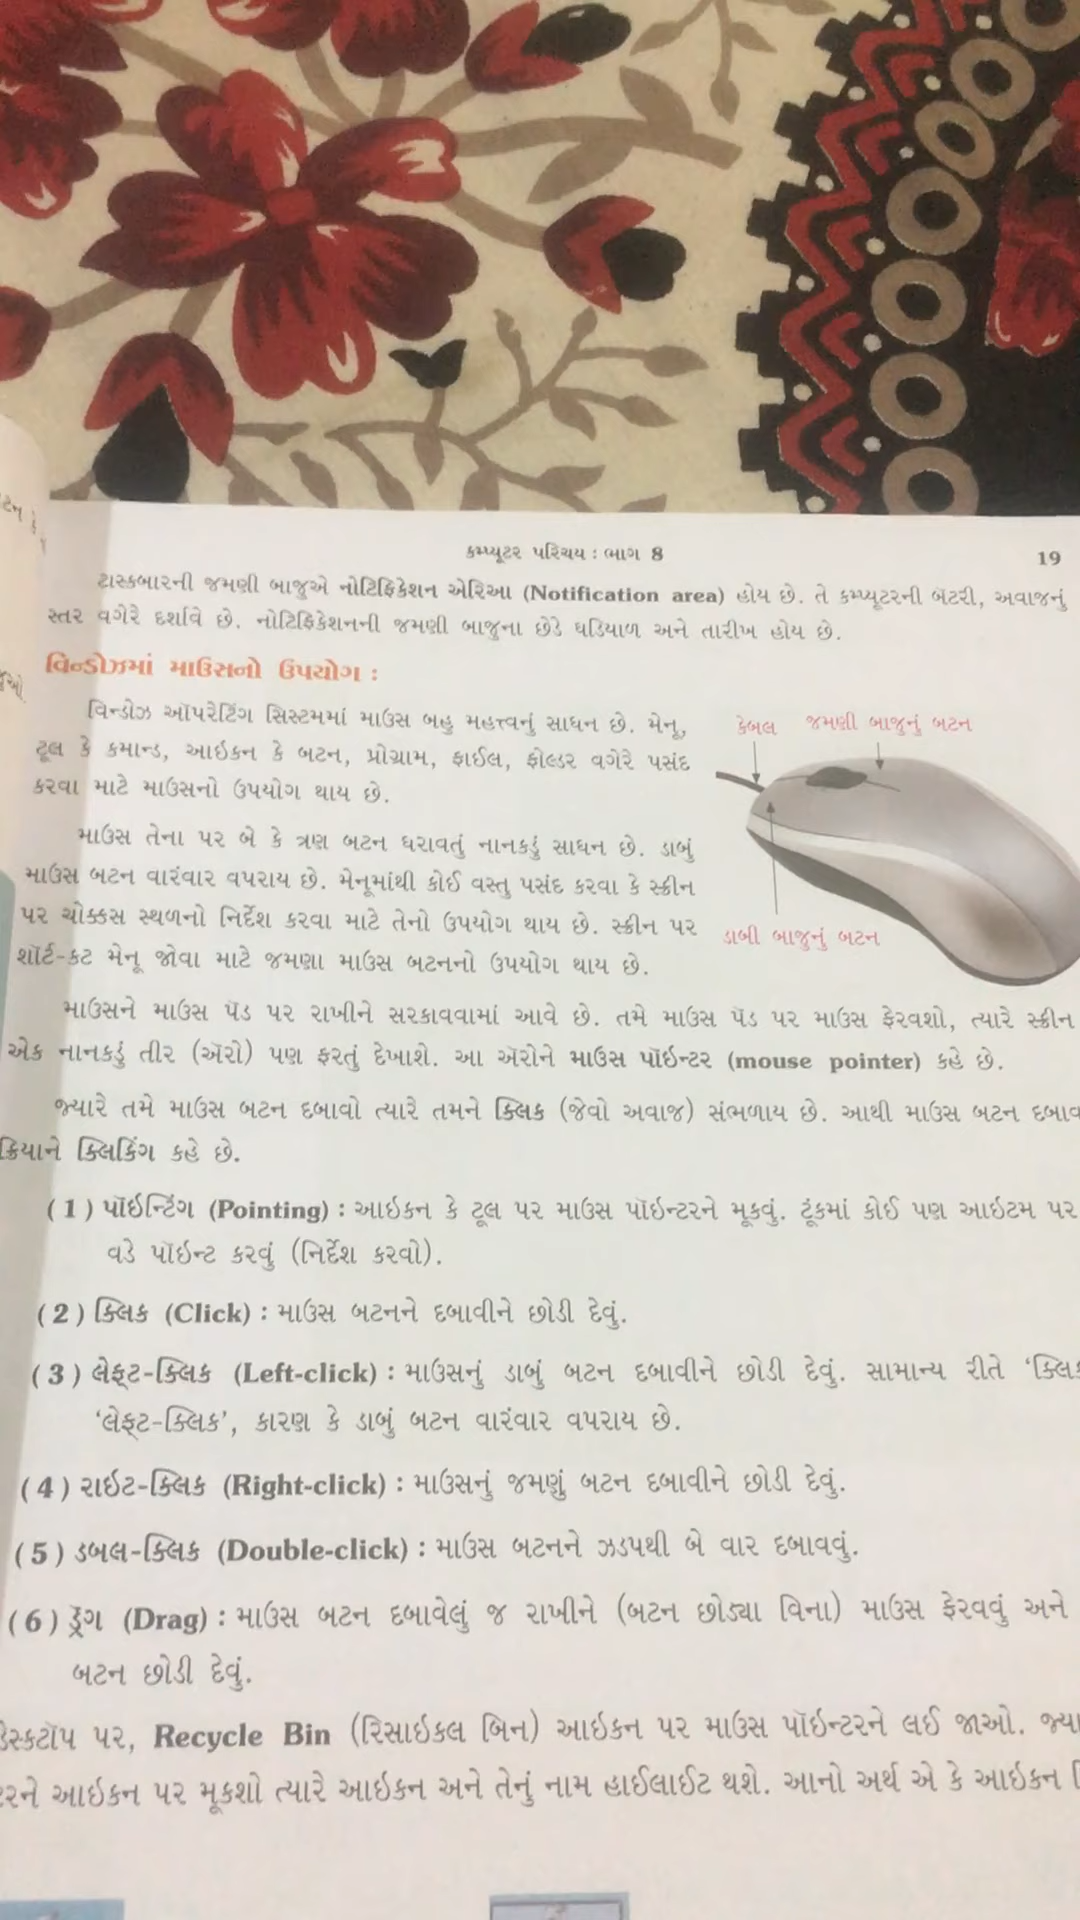 કમ્પ્યૂટર પરિચય : ભાગ 8
19
ટાસ્કબારની જમણી બાજુએ નોટિફિકેશન એરિઆ (Notification area) હોય છે. તે કમ્પ્યૂટરની બૅટરી, અવાજનું
સ્તર વગેરે દર્શાવે છે. નોટિફિકેશનની જમણી બાજુના છેડે ઘડિયાળ અને તારીખ હોય છે.
વિન્ડોઝમાં માઉસનો ઉપયોગ :
વિન્ડોઝ ઑપરેટિંગ સિસ્ટમમાં માઉસ બહુ મહત્ત્વનું સાધન છે. મેનૂ,
ટૂલ કે કમાન્ડ, આઇકન કે બટન, પ્રોગ્રામ, ફાઈલ, ફોલ્ડર વગેરે પસંદ
કરવા માટે માઉસનો ઉપયોગ થાય છે.
કેબલ
જમણી બાજુનું બટન
માઉસ તેના પર બે કે ત્રણ બટન ધરાવતું નાનકડું સાધન છે. ડાબું
માઉસ બટન વારંવાર વપરાય છે. મેનૂમાંથી કોઈ વસ્તુ પસંદ કરવા કે સ્ક્રીન
પર ચોક્કસ સ્થળનો નિર્દેશ કરવા માટે તેનો ઉપયોગ થાય છે. સ્ક્રીન પર
શૉર્ટ-કટ મેનૂ જોવા માટે જમણા માઉસ બટનનો ઉપયોગ થાય છે.
ડાબી બાજુનું બટન
માઉસને માઉસ પૅડ પર રાખીને સરકાવવામાં આવે છે. તમે માઉસ પૅડ પર માઉસ ફેરવશો, ત્યારે સ્ક્રીન
એક નાનકડું તીર (ઍરો) પણ ફરતું દેખાશે. આ ઍરોને માઉસ પૉઇન્ટર (mouse pointer) કહે છે.
જ્યારે તમે માઉસ બટન દબાવો ત્યારે તમને ક્લિક (જેવો અવાજ) સંભળાય છે. આથી માઉસ બટન
ક્રિયાને ક્લિકિંગ કહે છે.
(1) પૉઇન્ટિંગ (Pointing) : આઇકન કે ટૂલ પર માઉસ પૉઇન્ટરને મૂકવું. ટૂંકમાં કોઈ પણ આઇટમ પર
વડે પૉઇન્ટ કરવું (નિર્દેશ કરવો).
(2) ક્લિક (Click) : માઉસ બટનને દબાવીને છોડી દેવું.
(3) લેફ્ટ-ક્લિક (Left-click) : માઉસનું ડાબું બટન દબાવીને છોડી દેવું. સામાન્ય રીતે ‘ક્લિક
‘લેફ્ટ-ક્લિક’, કારણ કે ડાબું બટન વારંવાર વપરાય છે.
(4) રાઇટ-ક્લિક (Right-click) : માઉસનું જમણું બટન દબાવીને છોડી દેવું.
(5) ડબલ-ક્લિક (Double-click) : માઉસ બટનને ઝડપથી બે વાર દબાવવું.
(6) ડ્રૅગ (Drag) : માઉસ બટન દબાવેલું જ રાખીને (બટન છોડ્યા વિના) માઉસ ફેરવવું અને
બટન છોડી દેવું.
ડેસ્કટૉપ પર, Recycle Bin (રિસાઇકલ બિન) આઇકન પર માઉસ પૉઇન્ટરને લઈ જાઓ.
આઇકન પર મૂકશો ત્યારે આઇકન અને તેનું નામ હાઈલાઈટ થશે. આનો અર્થ એ કે આઇકન